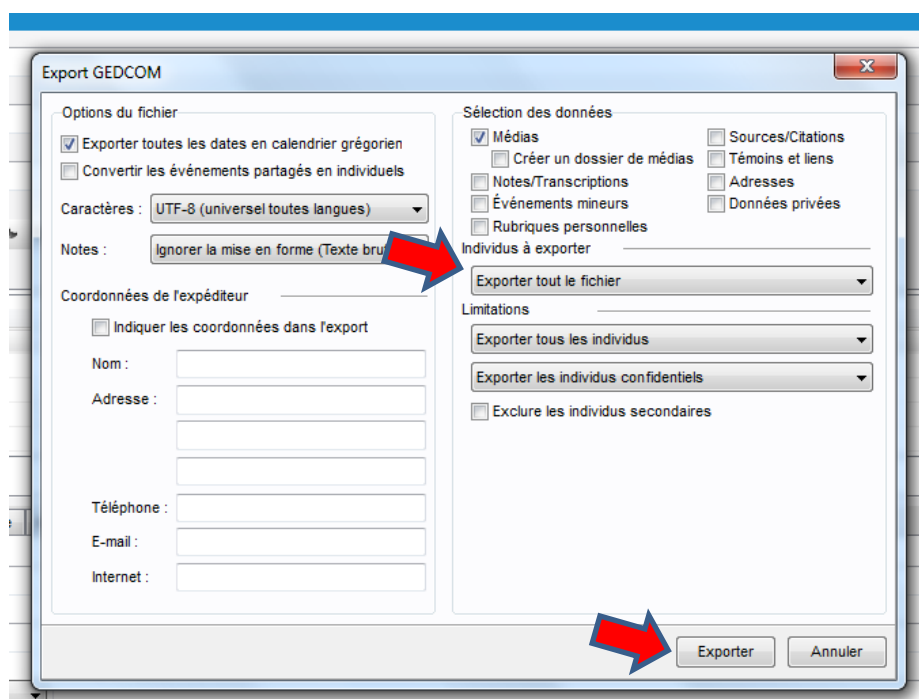 Export GEDCOM
Options du fichier
Exporter toutes les dates en calendrier grégorien
Convertir les événements partagés en individuels
Caractères : UTF-8 (universel toutes langues)
Notes : Ignorer la mise en forme (Texte bru
Coordonnées de l'expéditeur
Indiquer les coordonnées dans l'export
Nom :
Adresse :
Téléphone :
E-mail :
Internet :
Sélection des données
Médias Sources/Citations
Créer un dossier de médias Témoins et liens
Notes/Transcriptions Adresses
Événements mineurs Données privées
Rubriques personnelles
Individus à exporter
Exporter tout le fichier
Limitations
Exporter tous les individus
Exporter les individus confidentiels
Exclure les individus secondaires
Exporter Annuler